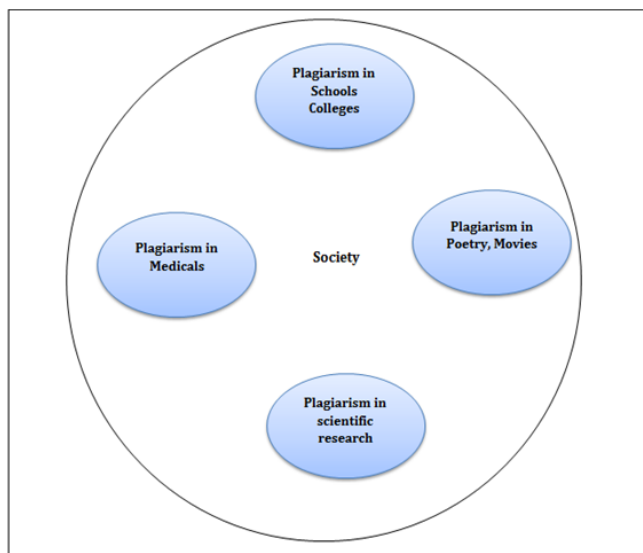 Plagiarism in
Schools
Colleges
Plagiarism in
Poetry, Movies
Plagiarism in
Medicals
Society
Plagiarism in
scientific
research